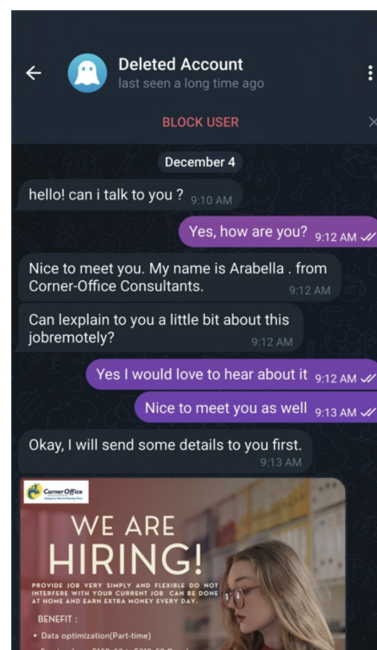 Deleted Account
last seen a long time ago
BLOCK USER
December 4
hello! can i talk to you ? 9:10 AM
Yes, how are you? 9:12 AM
Nice to meet you. My name is Arabella . from
Corner-Office Consultants. 9:12 AM
Can lexplain to you a little bit about this
jobremotely? 9:12 AM
Yes I would love to hear about it 9:12 AM
Nice to meet you as well 9:13 AM
Okay, I will send some details to you first.
9:13 AM
CornerOffice
WE ARE
HIRING!
PROVIDE JOB VERY SIMPLY AND FLEXIBLE DO NOT
INTERFERE WITH YOUR CURRENT JOB CAN BE DONE
AT HOME AND EARN EXTRA MONEY EVERY DAY.
BENEFIT :
• Data optimization(Part-time)